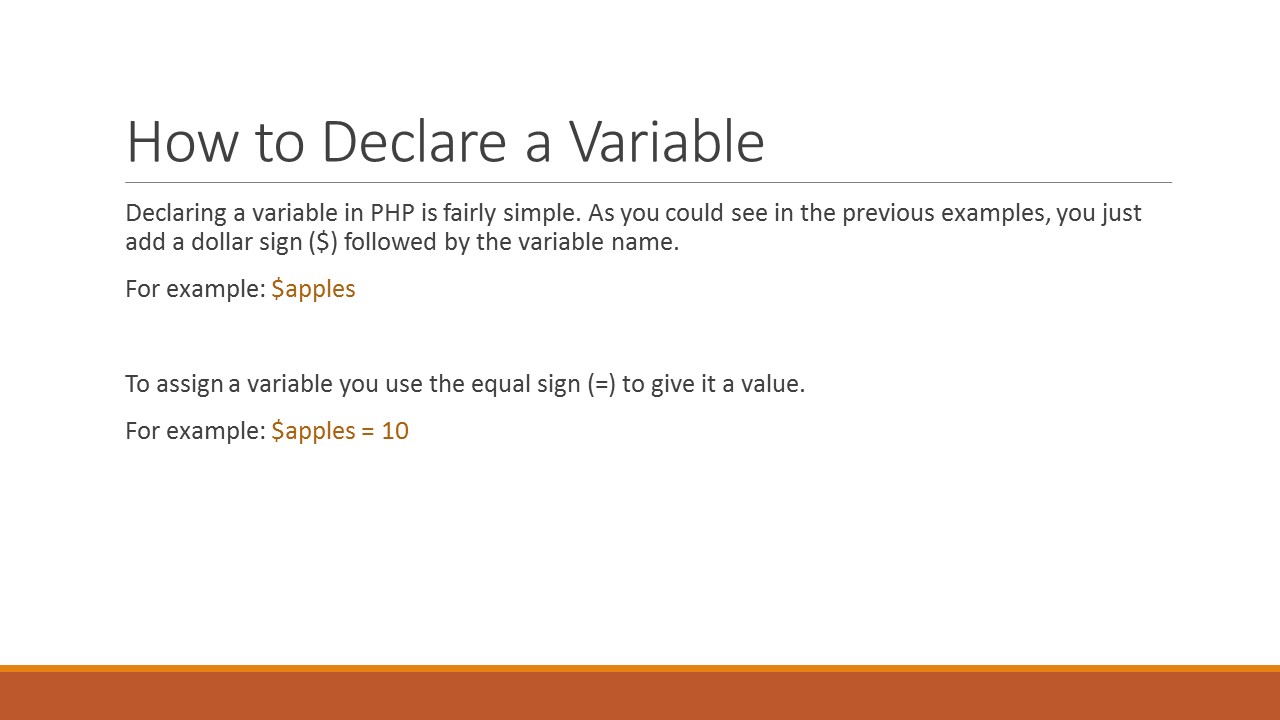 How to Declare a Variable
Declaring a variable in PHP is fairly simple. As you could see in the previous examples, you just
add a dollar sign ($) followed by the variable name.
For example: $apples
To assign a variable you use the equal sign (=) to give it a value.
For example: $apples = 10